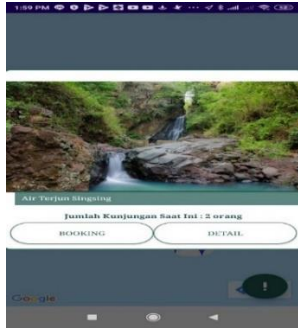 1:59 PM
Air Terjun Singsing
Jumlah Kunjungan Saat Ini : 2 orang
BOOKING DETAIL
Google